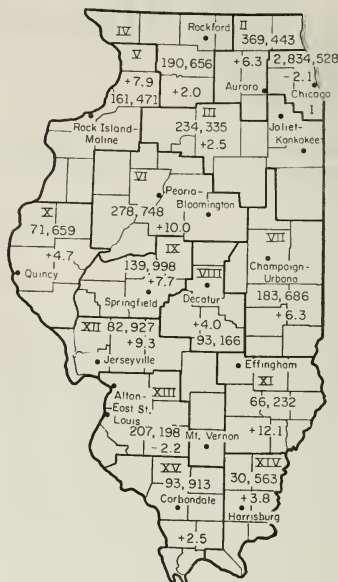 IV
Rockford
II
369,443
V
190,656
+6.3
2,834,528
-2.1
+7.9
+2.0
Aurora
Chicago
161,471
I
III
Rock Island-
Moline
234,335
+2.5
Joliet-
Kankakee
VI
Peoria-
Bloomington
X
71,659
278,748
+10.0
VII
+4.7
IX
139,998
VIII
Champaign-
Urbana
Quincy
+7.7
Springfield
Decatur
183,686
+6.3
XII
82,927
+4.0
93,166
+9.3
Jerseyville
Effingham
XI
Alton-
East St.
Louis
XIII
66,232
207,198
-2.2
Mt. Vernon
+12.1
XIV
XV
93,913
30,563
Carbondale
+3.8
Harrisburg
+2.5